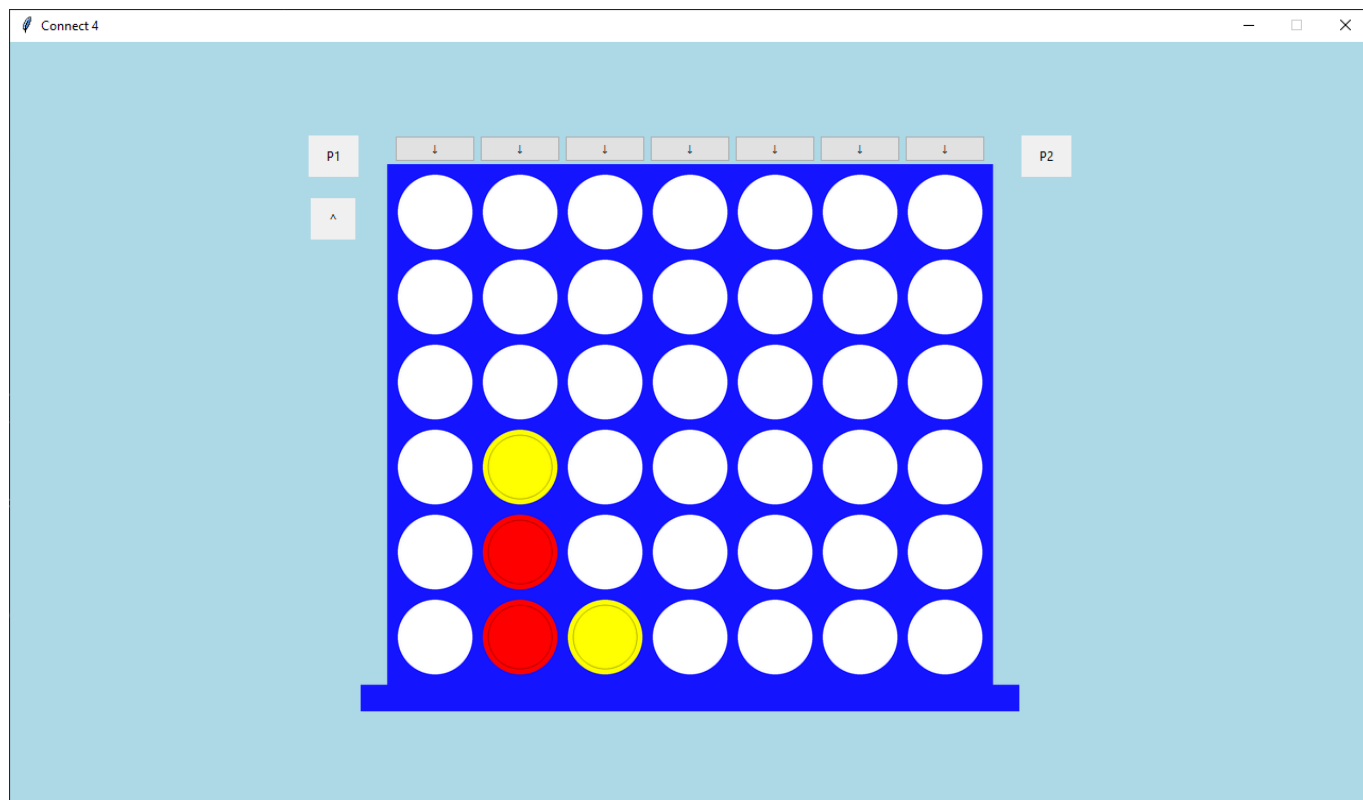 Connect 4
P1
↓ ↓ ↓ ↓ ↓ ↓ ↓
P2
^